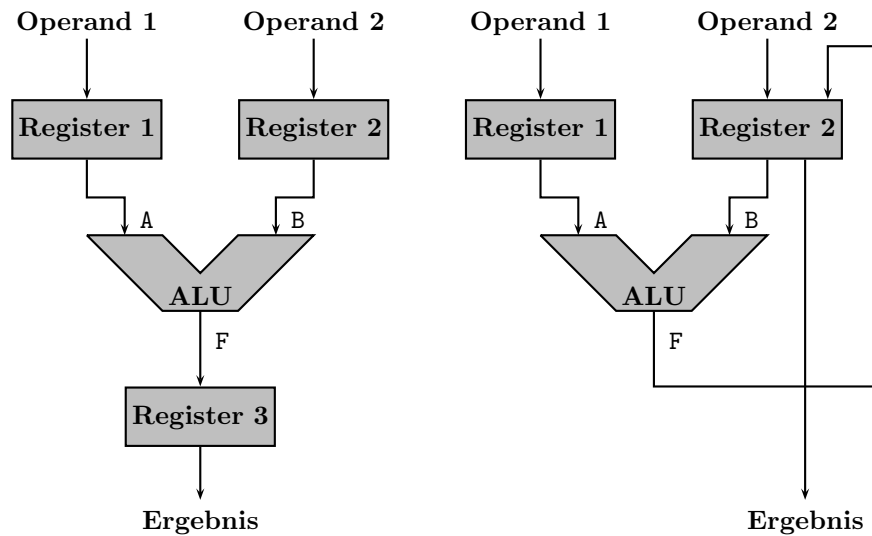 Operand 1 Operand 2 Operand 1 Operand 2
Register 1 Register 2 Register 1 Register 2
A B A B
ALU ALU
F F
Register 3
Ergebnis Ergebnis